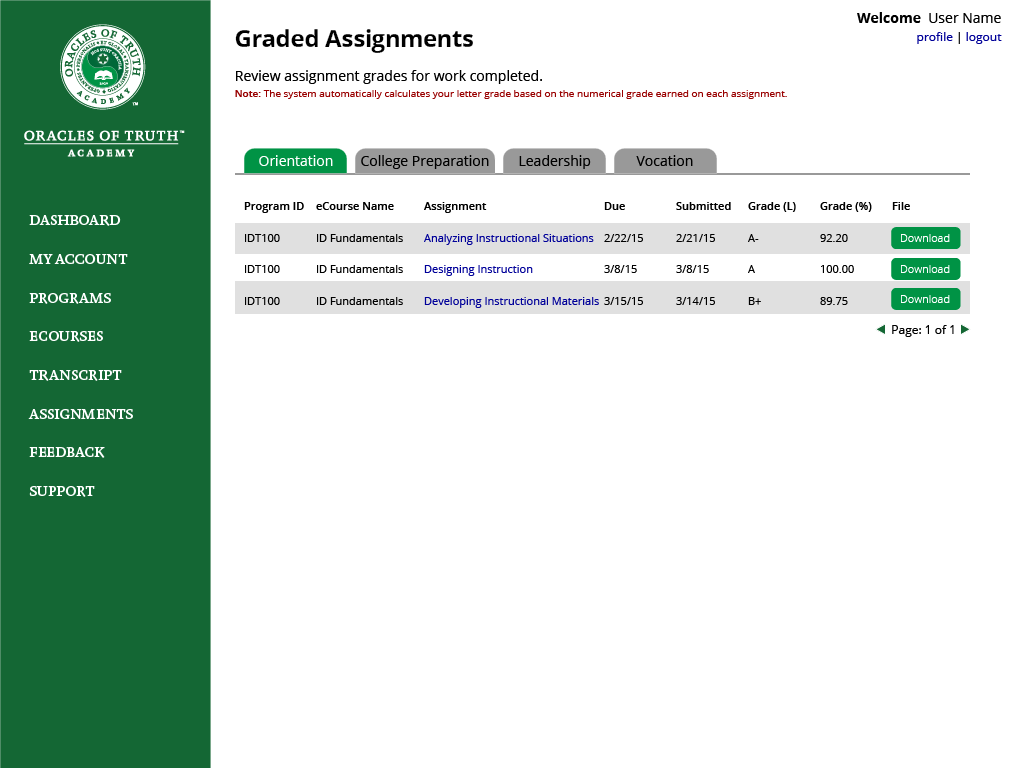 ORACLES OF TRUTH
ACADEMY
™
ORACLES OF TRUTH™
ACADEMY
DASHBOARD
MY ACCOUNT
PROGRAMS
ECOURSES
TRANSCRIPT
ASSIGNMENTS
FEEDBACK
SUPPORT
Welcome User Name
profile | logout
Graded Assignments
Review assignment grades for work completed.
Note: The system automatically calculates your letter grade based on the numerical grade earned on each assignment.
Orientation College Preparation Leadership Vocation
Program ID eCourse Name Assignment Due Submitted Grade (L) Grade (%) File
IDT100 ID Fundamentals Analyzing Instructional Situations 2/22/15 2/21/15 A- 92.20 Download
IDT100 ID Fundamentals Designing Instruction 3/8/15 3/8/15 A 100.00 Download
IDT100 ID Fundamentals Developing Instructional Materials 3/15/15 3/14/15 B+ 89.75 Download
Page: 1 of 1